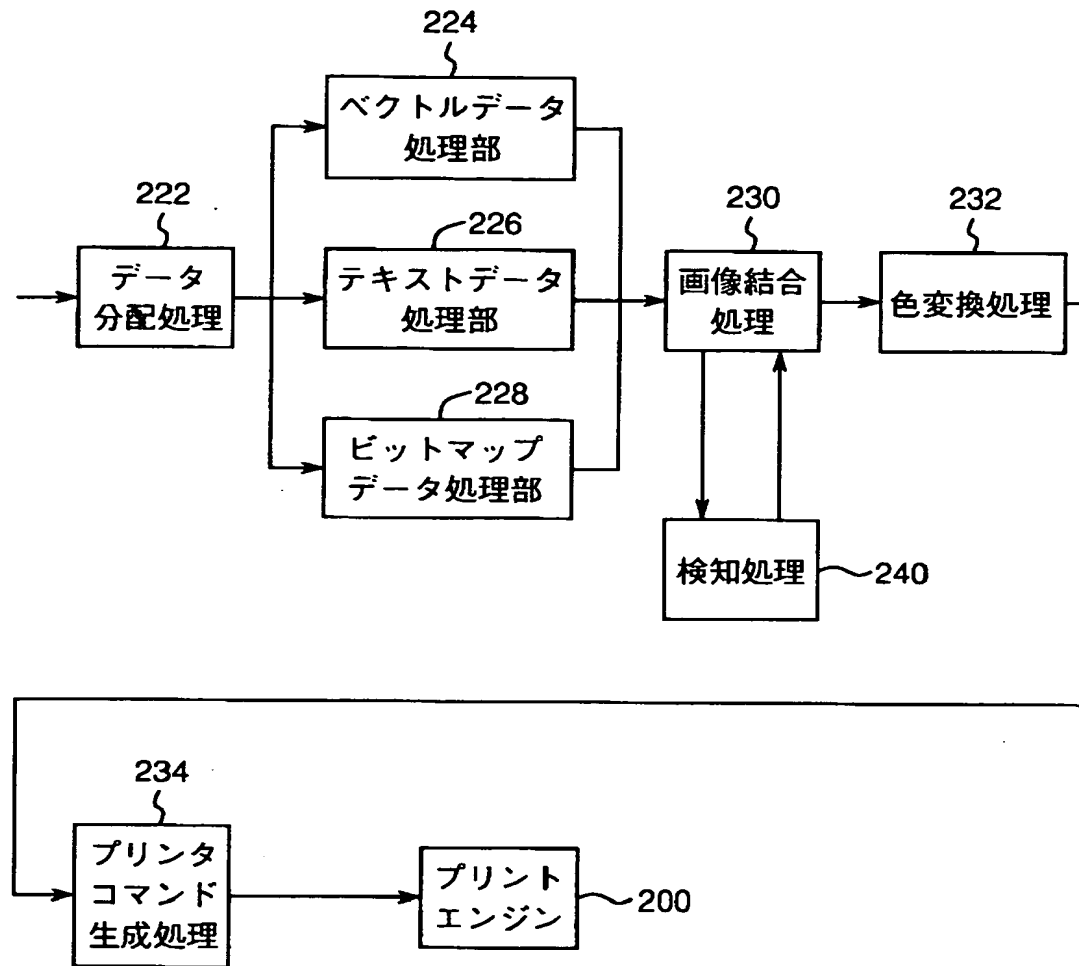 224
ベクトルデータ
処理部
222
データ
分配処理
226
テキストデータ
処理部
228
ビットマップ
データ処理部
230
画像結合
処理
232
色変換処理
検知処理
240
234
プリンタ
コマンド
生成処理
プリント
エンジン
200